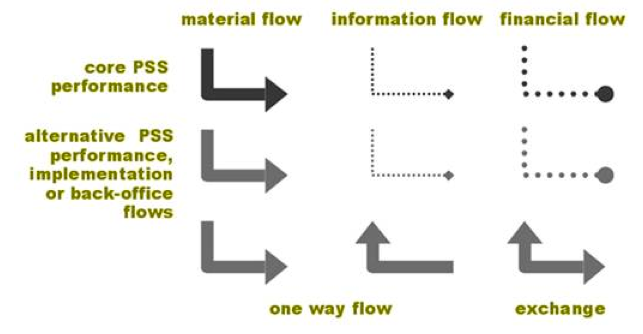 material flow information flow financial flow
core PSS
performance
alternative PSS
performance,
implementation
or back-office
flows
one way flow exchange